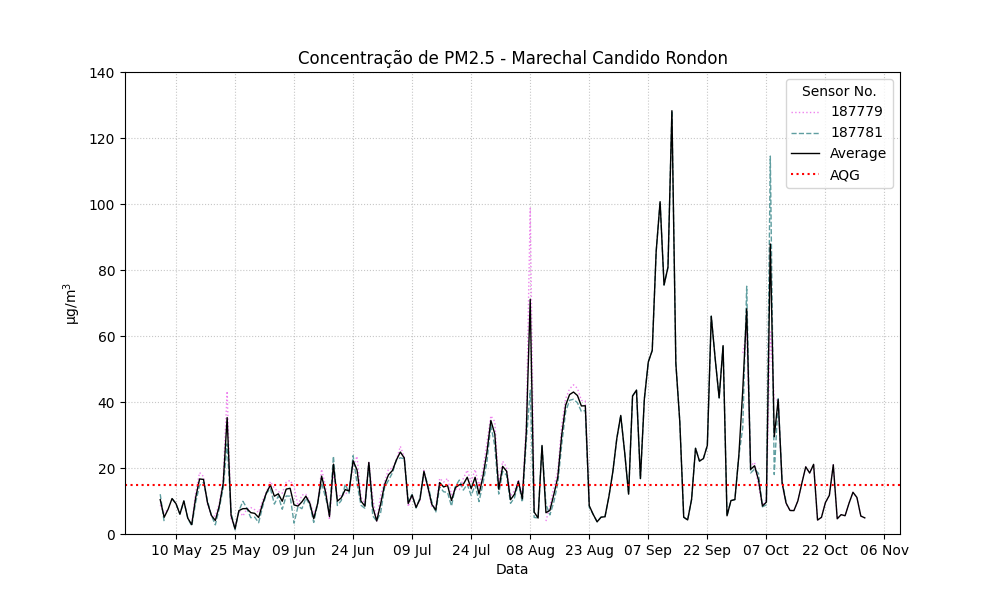 Concentração de PM2.5 - Marechal Candido Rondon
140
120
100
80
60
40
20
0
µg/m³
Sensor No.
187779
187781
Average
AQG
10 May 25 May 09 Jun 24 Jun 09 Jul 24 Jul 08 Aug 23 Aug 07 Sep 22 Sep 07 Oct 22 Oct 06 Nov
Data